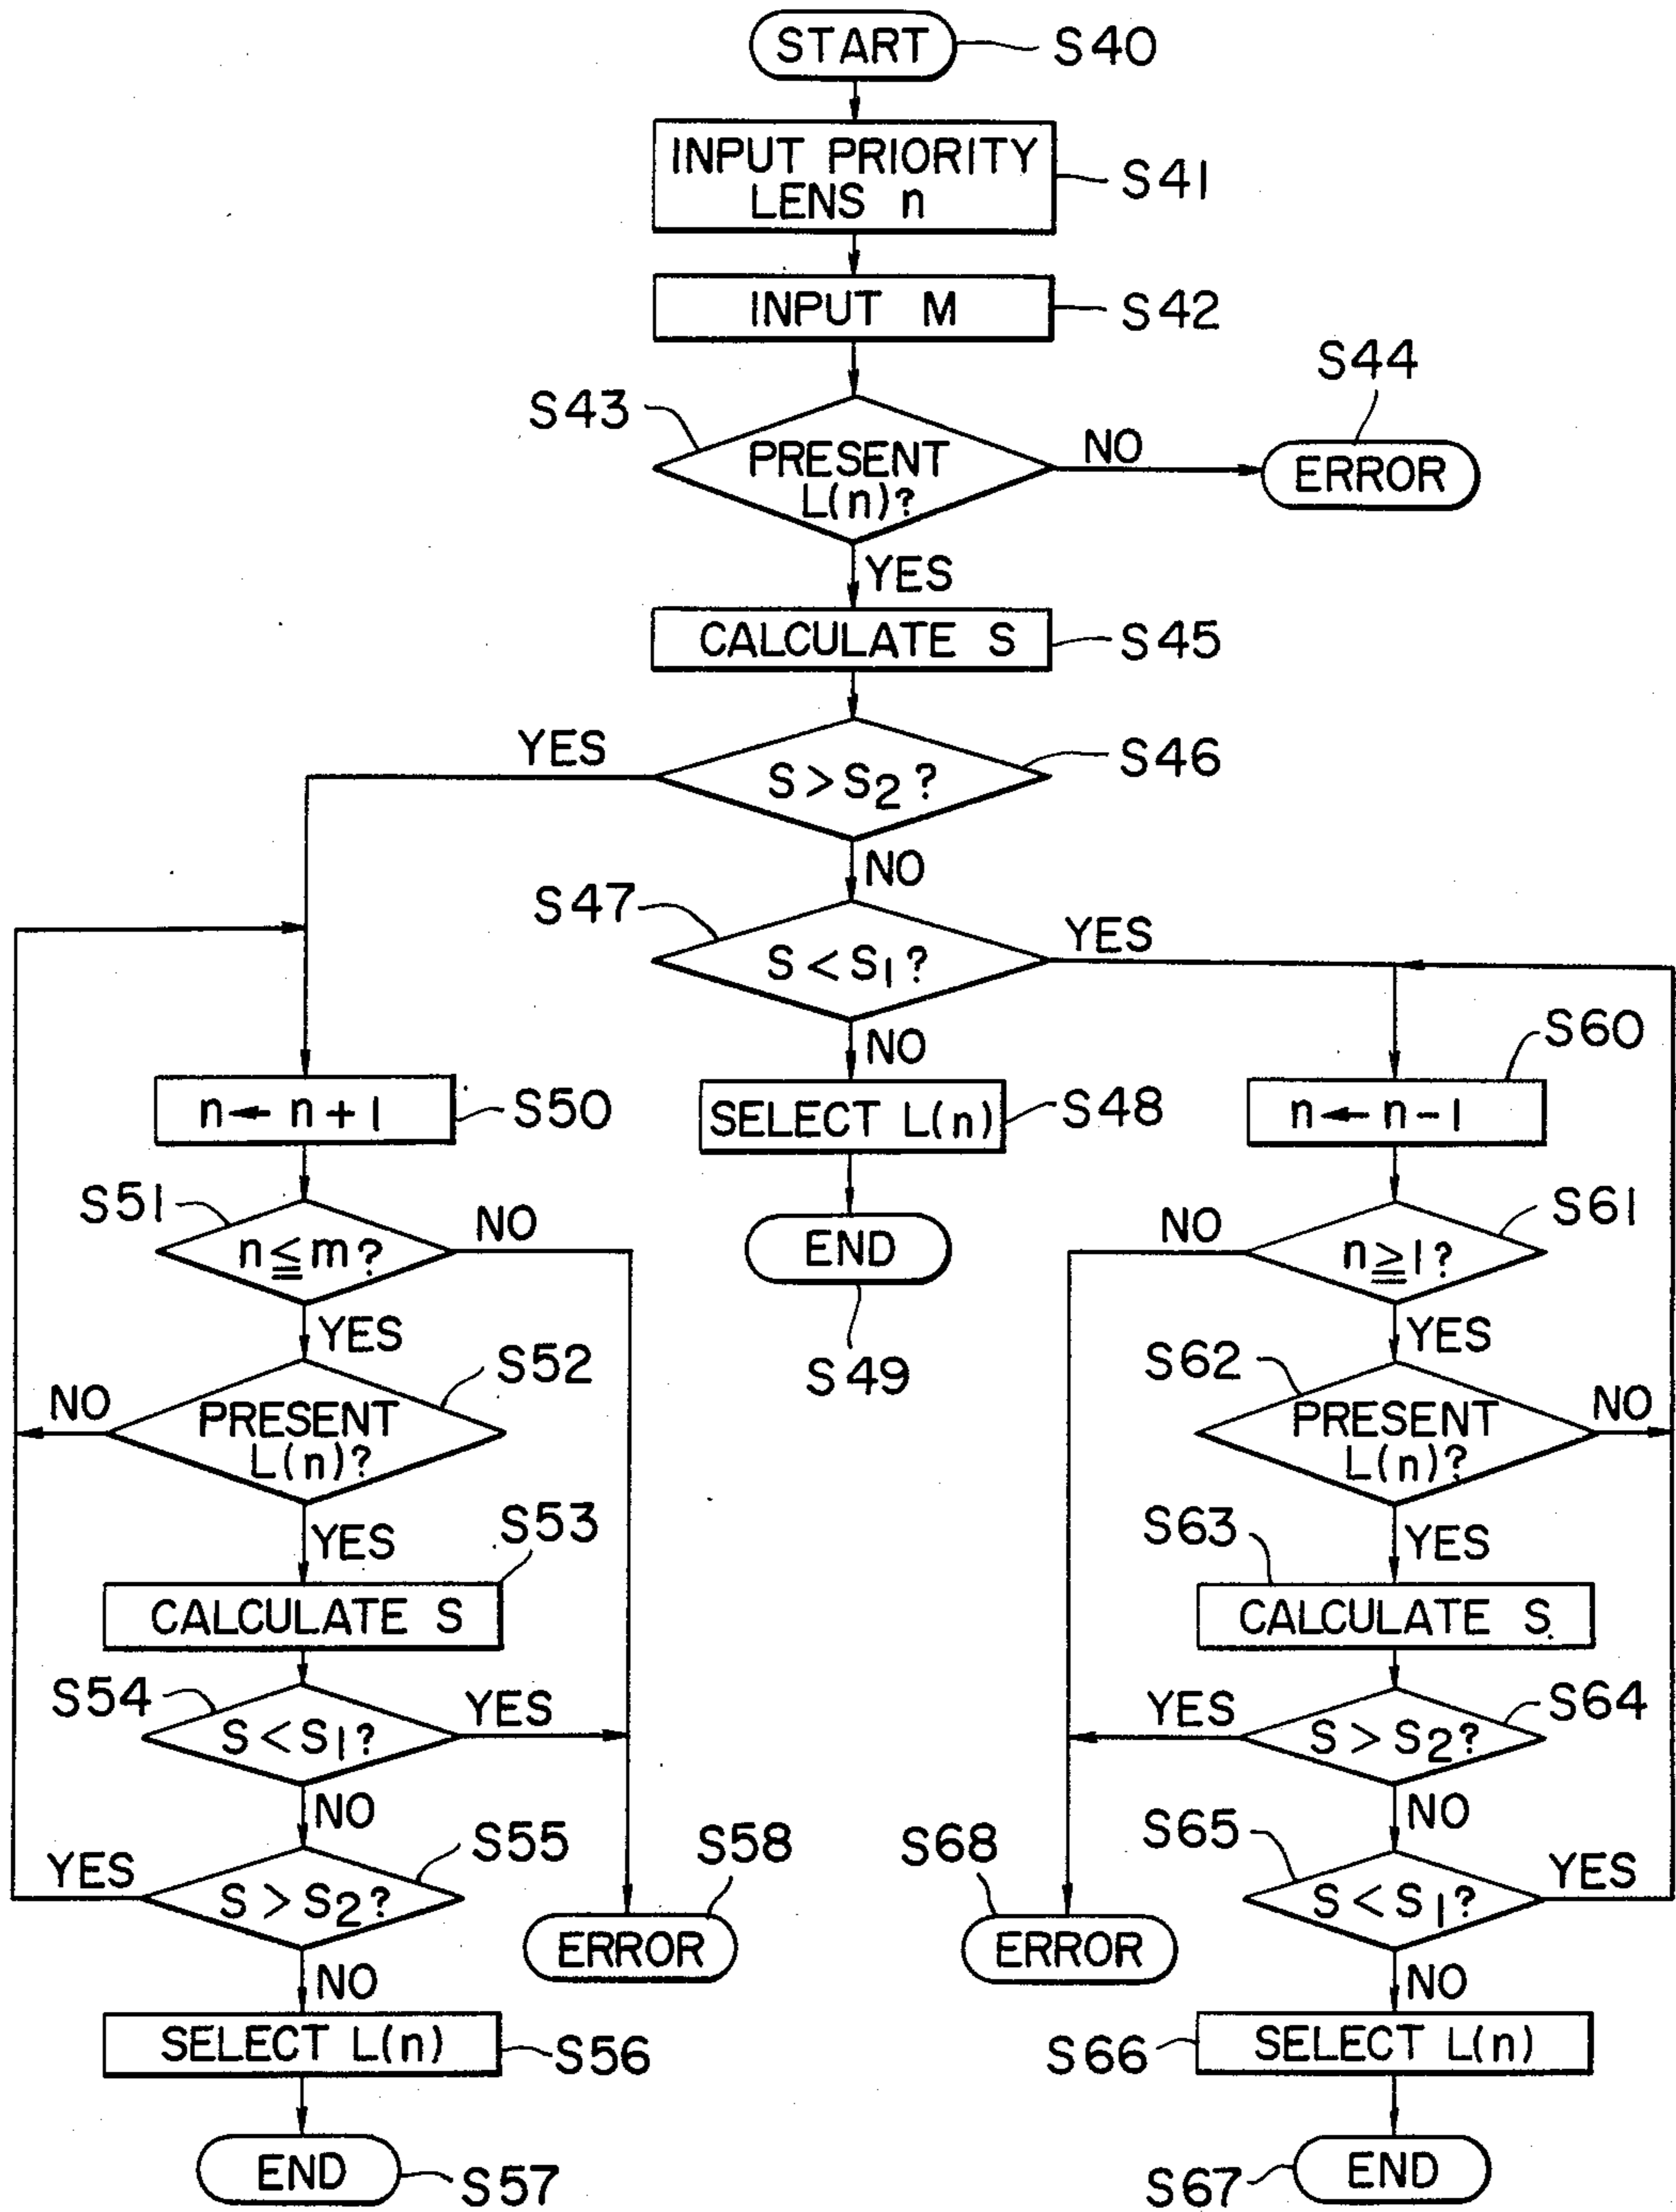 START
S40
INPUT PRIORITY
LENS n
S41
INPUT M
S42
S43
PRESENT
L(n)?
NO
S44
ERROR
YES
CALCULATE S
S45
YES
S > S2 ?
S46
NO
S47
S < S1 ?
YES
NO
S60
n ← n + 1
S50
SELECT L(n)
S48
n ← n - 1
S51
n ≦ m?
NO
END
S49
NO
n ≧ 1?
S61
YES
YES
S52
NO
PRESENT
L(n)?
S62
PRESENT
L(n)?
NO
YES
S53
YES
S63
CALCULATE S
CALCULATE S
S54
S < S1?
YES
YES
S > S2?
S64
NO
NO
S55
YES
S > S2?
S58
ERROR
S68
ERROR
S65
S < S1?
YES
NO
NO
SELECT L(n)
S56
S66
SELECT L(n)
END
S57
S67
END